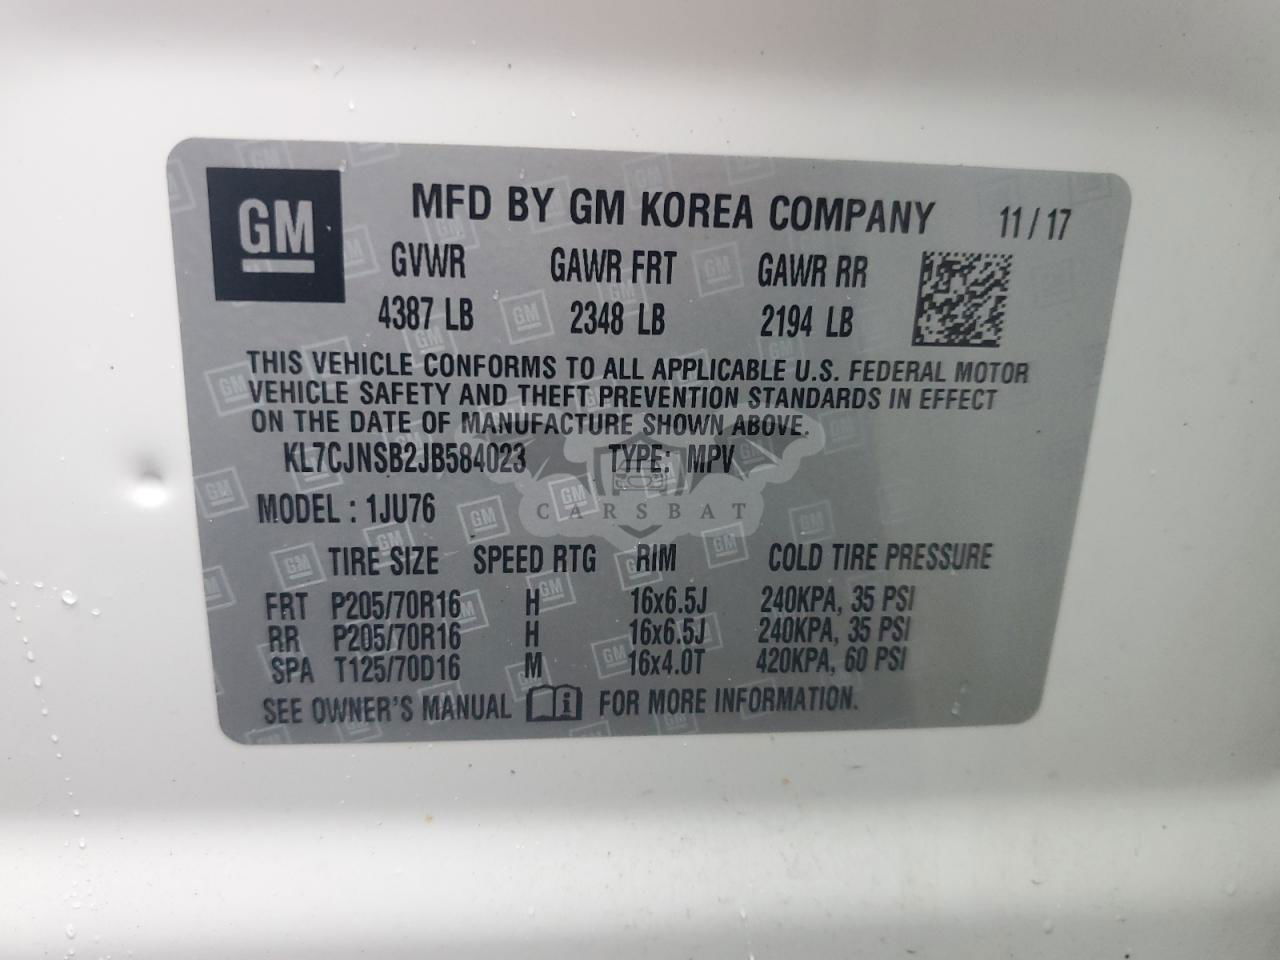 GM
MFD BY GM KOREA COMPANY 11/17
GVWR GAWR FRT GAWR RR
4387 LB 2348 LB 2194 LB
THIS VEHICLE CONFORMS TO ALL APPLICABLE U.S. FEDERAL MOTOR
VEHICLE SAFETY AND THEFT PREVENTION STANDARDS IN EFFECT
ON THE DATE OF MANUFACTURE SHOWN ABOVE.
KL7CJNSB2JB584023 TYPE: MPV
CARSBAT
MODEL : 1JU76
TIRE SIZE SPEED RTG RIM COLD TIRE PRESSURE
FRT P205/70R16 H 16x6.5J 240KPA, 35 PSI
RR P205/70R16 H 16x6.5J 240KPA, 35 PSI
SPA T125/70D16 M 16x4.0T 420KPA, 60 PSI
SEE OWNER'S MANUAL i FOR MORE INFORMATION.